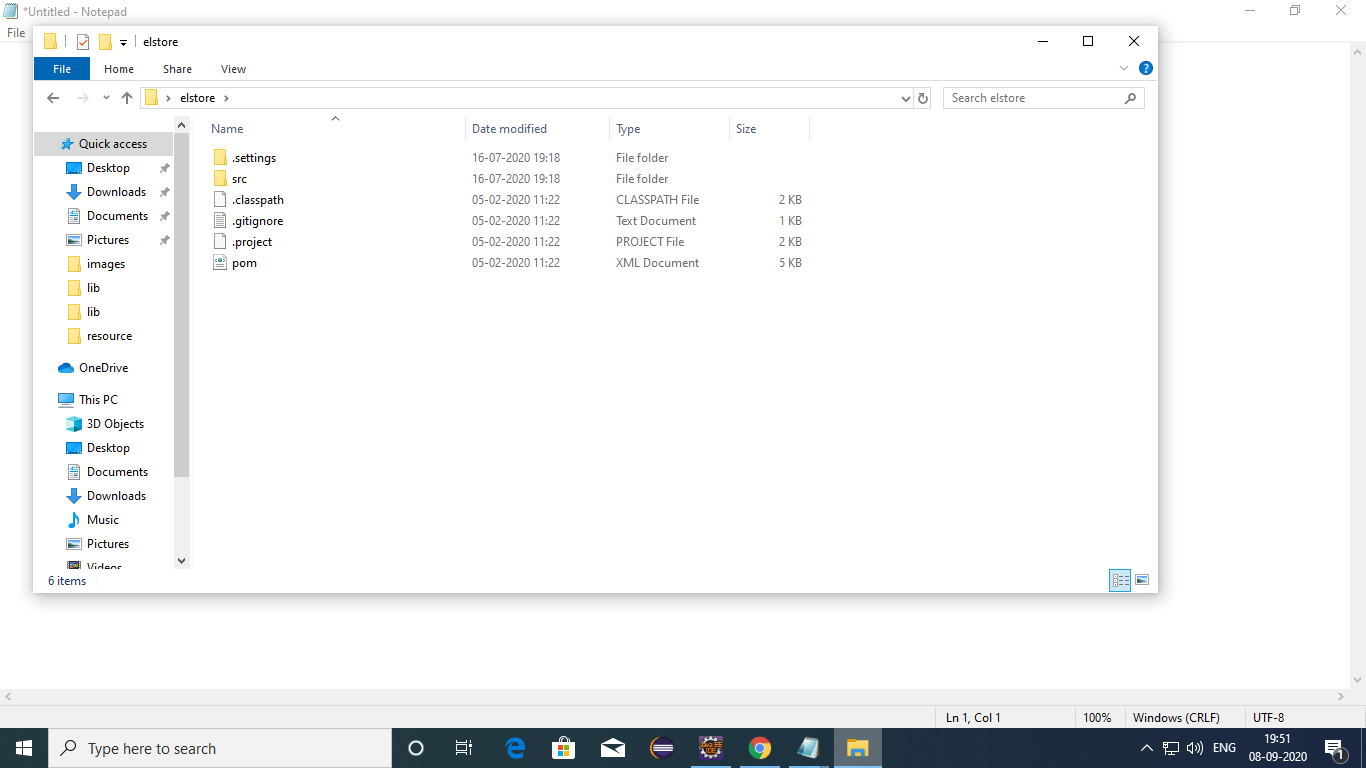 *Untitled - Notepad
File
elstore
File Home Share View
elstore
Search elstore
Name Date modified Type Size
Quick access
Desktop
Downloads
Documents
Pictures
images
lib
lib
resource
OneDrive
This PC
3D Objects
Desktop
Documents
Downloads
Music
Pictures
Videos
.settings 16-07-2020 19:18 File folder
src 16-07-2020 19:18 File folder
.classpath 05-02-2020 11:22 CLASSPATH File 2 KB
.gitignore 05-02-2020 11:22 Text Document 1 KB
.project 05-02-2020 11:22 PROJECT File 2 KB
pom 05-02-2020 11:22 XML Document 5 KB
6 items
Ln 1, Col 1 100% Windows (CRLF) UTF-8
Type here to search
Java EE
IDE
ENG
19:51
08-09-2020
1